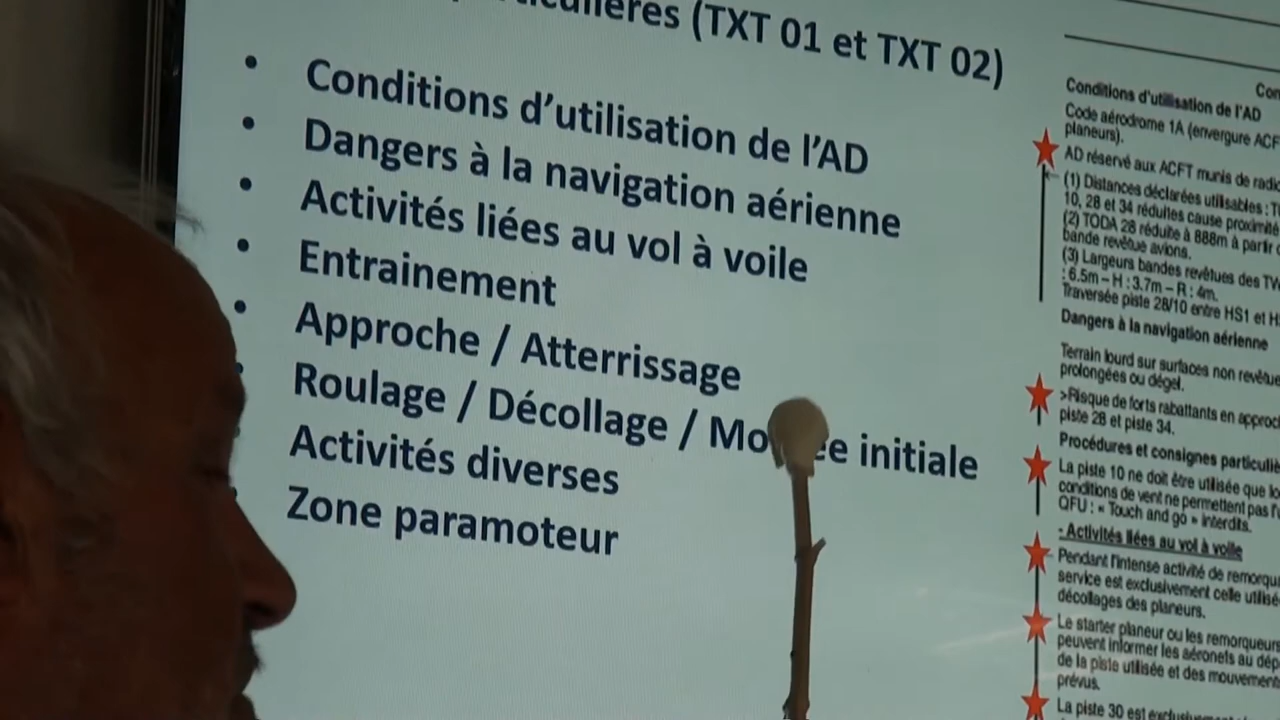 (TXT 01 et TXT 02)
Conditions d'utilisation de l'AD
Dangers à la navigation aérienne
Activités liées au vol à voile
Entrainement
Approche / Atterrissage
Roulage / Décollage / initiale
Activités diverses
Zone paramoteur
Conditions d'utilisation de l'AD
Code aérodrome 1A (envergure ACF
planeurs).
AD réservé aux ACFT munis de
(1) Distances déclarées utilisables :
10, 28 et 34 réduites cause proximité
(2) TODA 28 réduite à 888m à partir
bande revêtue avions.
(3) Largeurs bandes revêtues des
: 6.5m – H : 3.7m – R : 4m.
Traversée piste 28/10 entre HS1 et
Dangers à la navigation aérienne
Terrain lourd sur surfaces non
prolongées ou dégel.
>Risque de forts rabattants en
piste 28 et piste 34.
Procédures et consignes
La piste 10 ne doit être utilisée que
conditions de vent ne permettent pas
QFU : « Touch and go » interdits.
- Activités liées au vol à voile
Pendant l'intense activité de
service est exclusivement celle
décollages des planeurs.
Le starter planeur ou les remorqueurs
peuvent informer les aéronefs au
de la piste utilisée et des
prévus.
La piste 30 est